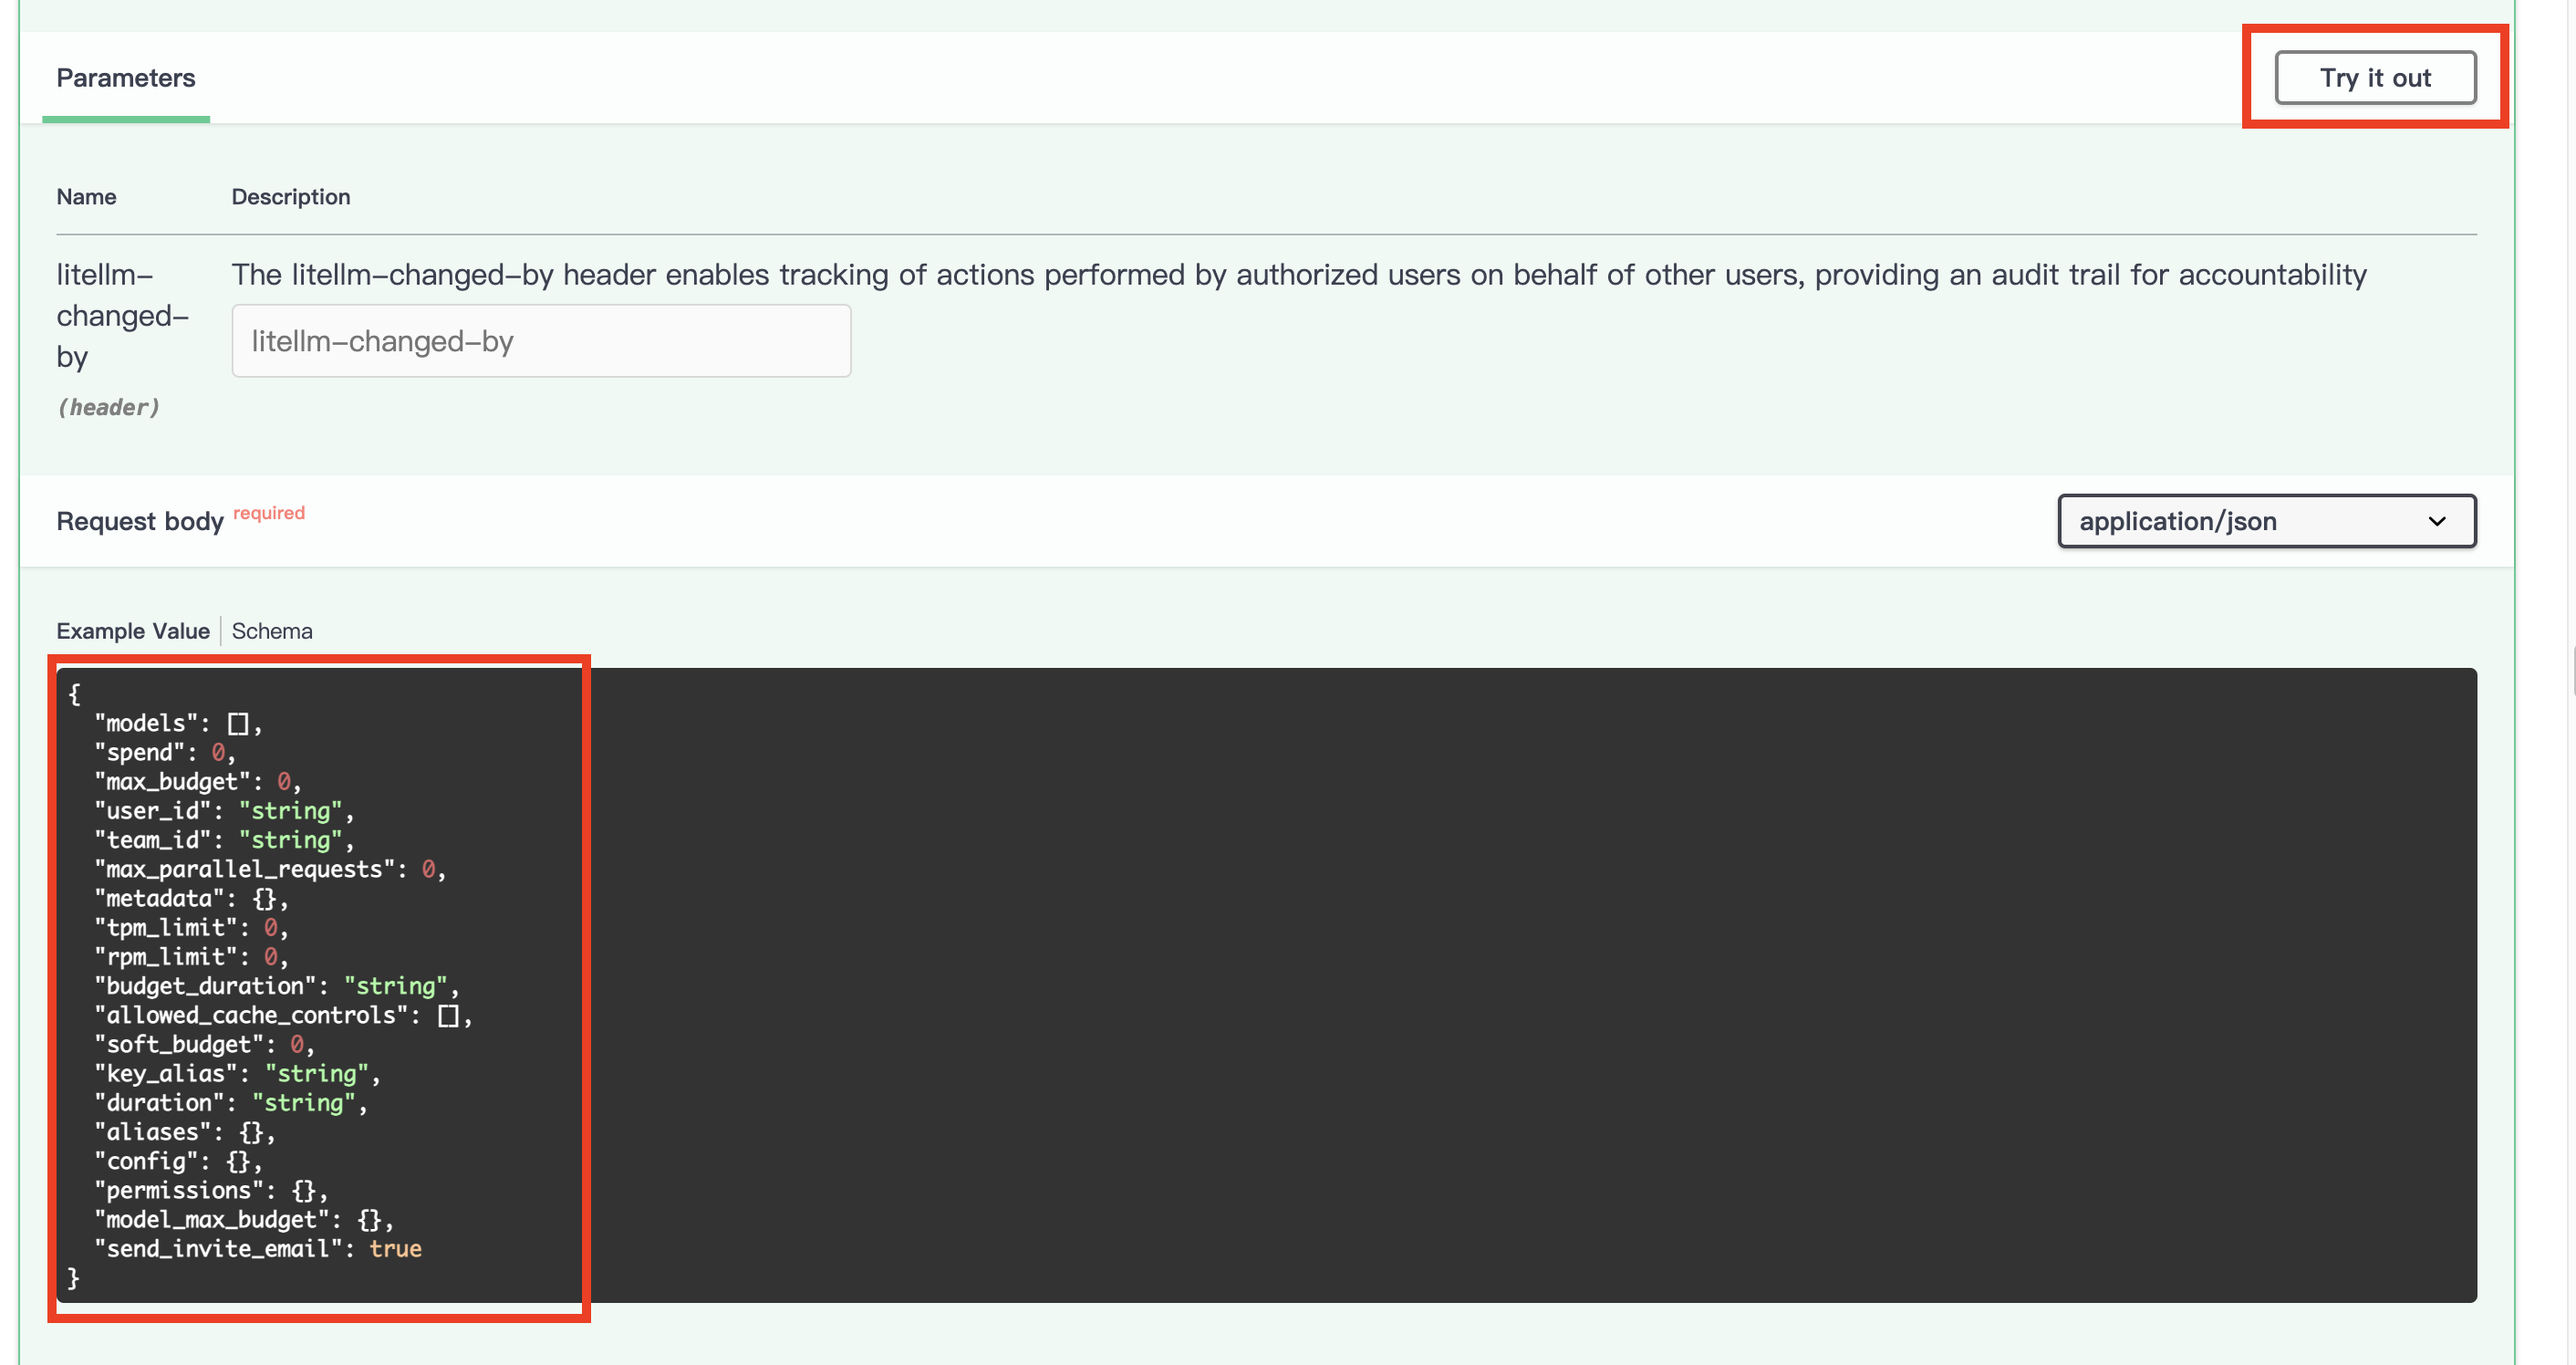 Parameters
Try it out
Name Description
litellm-changed-by
The litellm-changed-by header enables tracking of actions performed by authorized users on behalf of other users, providing an audit trail for accountability
litellm-changed-by
(header)
Request body required
application/json
Example Value Schema
{
  "models": [],
  "spend": 0,
  "max_budget": 0,
  "user_id": "string",
  "team_id": "string",
  "max_parallel_requests": 0,
  "metadata": {},
  "tpm_limit": 0,
  "rpm_limit": 0,
  "budget_duration": "string",
  "allowed_cache_controls": [],
  "soft_budget": 0,
  "key_alias": "string",
  "duration": "string",
  "aliases": {},
  "config": {},
  "permissions": {},
  "model_max_budget": {},
  "send_invite_email": true
}